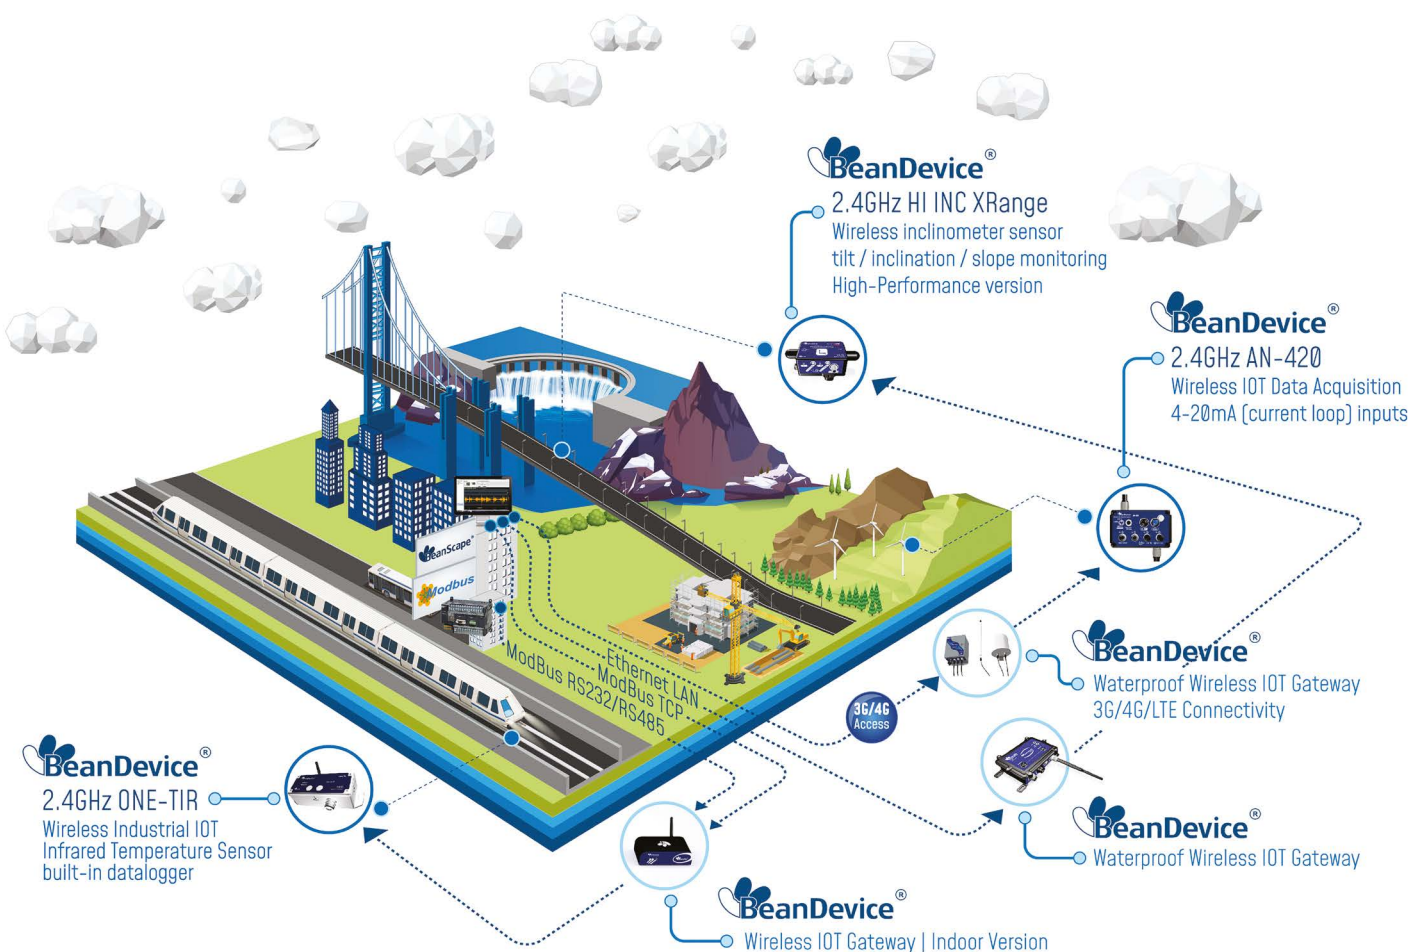 BeanDevice®
2.4GHz HI INC XRange
Wireless inclinometer sensor
tilt / inclination / slope monitoring
High-Performance version
BeanDevice®
2.4GHz AN-420
Wireless IOT Data Acquisition
4-20mA (current loop) inputs
BeanScape®
Modbus
Ethernet LAN
ModBus TCP
ModBus RS232/RS485
3G/4G
Access
BeanDevice®
Waterproof Wireless IOT Gateway
3G/4G/LTE Connectivity
BeanDevice®
2.4GHz ONE-TIR
Wireless Industrial IOT
Infrared Temperature Sensor
built-in datalogger
BeanDevice®
Waterproof Wireless IOT Gateway
BeanDevice®
Wireless IOT Gateway | Indoor Version